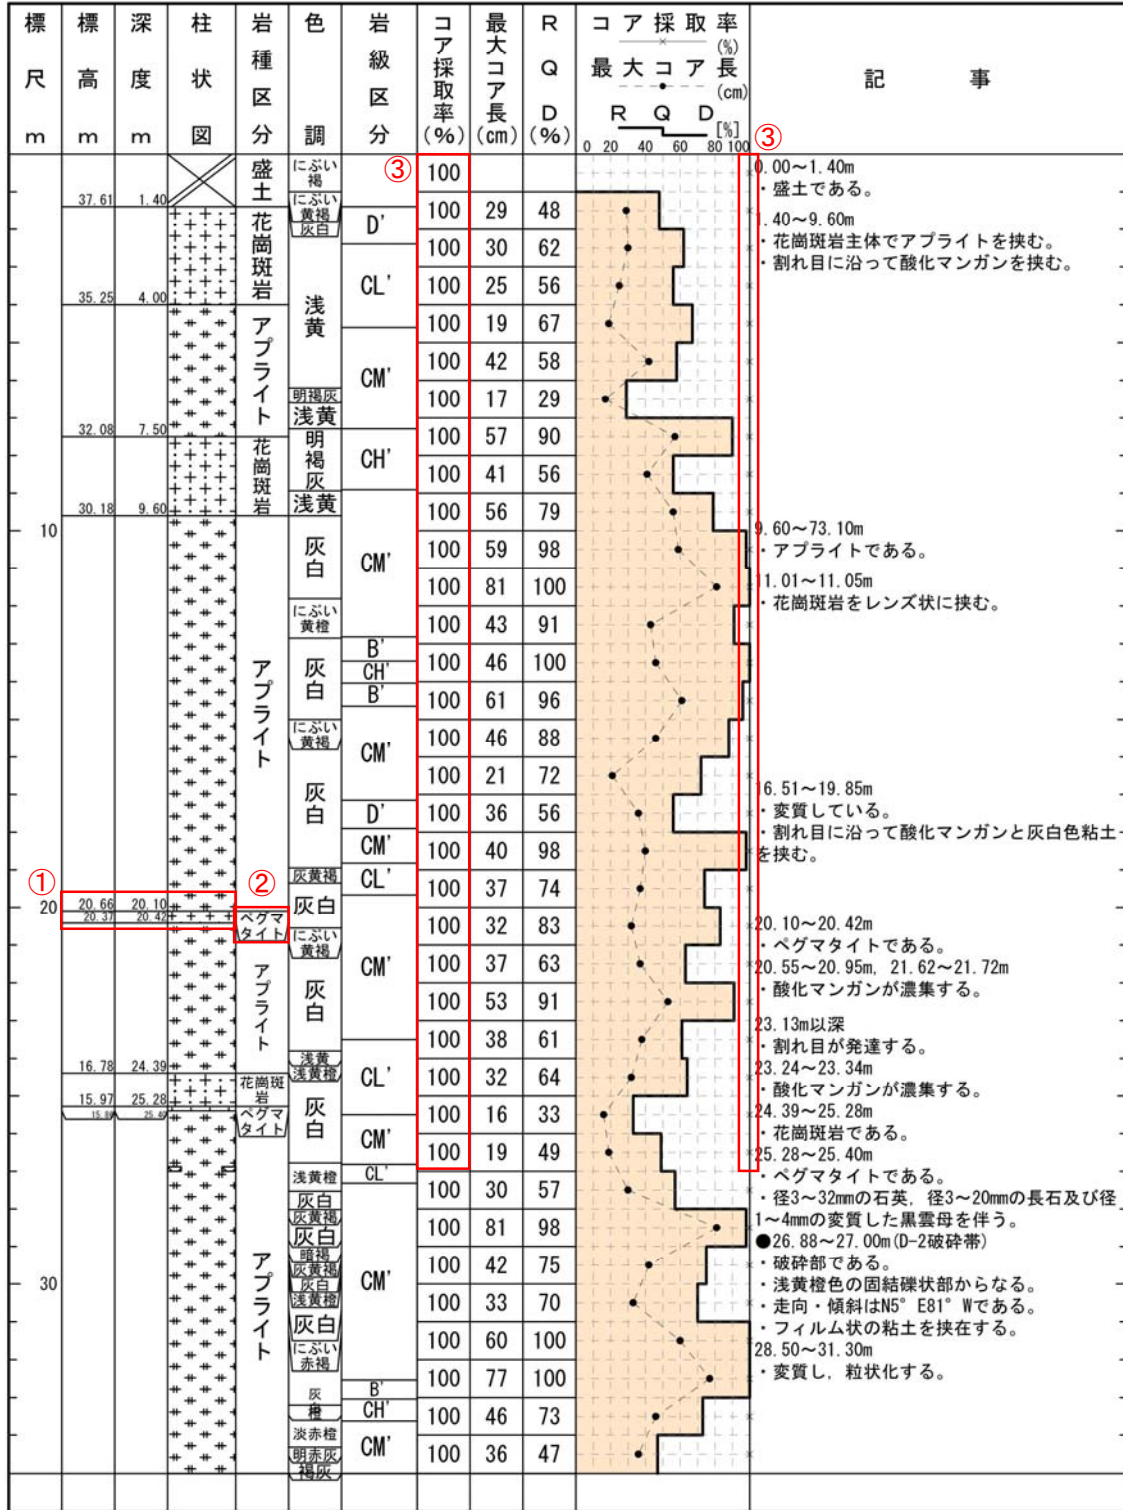 標尺m
標高m
深度m
柱状図
岩種区分
色調
岩級区分
コア採取率(%)
最大コア長(cm)
RQD(%)
コア採取率(%)
最大コア長(cm)
RQD[%]
0 20 40 60 80 100
記事
③
③
盛土
花崗斑岩
アプライト
花崗斑岩
アプライト
ペグマタイト
アプライト
花崗斑岩
ペグマタイト
アプライト
37.61 1.40
35.25 4.00
32.08 7.50
30.18 9.60
10
①
②
20
20.66 20.10
20.37 20.42
16.78 24.39
15.97 25.28
30
にぶい褐
にぶい黄褐
灰白
浅黄
明褐灰
浅黄
明褐灰
浅黄
灰白
にぶい黄橙
灰白
にぶい黄褐
灰白
灰黄褐
灰白
にぶい黄褐
灰白
浅黄
浅黄橙
灰白
浅黄橙
灰白
灰黄褐
灰白
暗褐
灰黄褐
灰白
浅黄橙
灰白
にぶい赤褐
淡赤橙
明赤灰
褐灰
D'
CL'
CM'
CH'
CM'
B'
CH'
B'
CM'
D'
CM'
CL'
CM'
CL'
CM'
CL'
CM'
B'
CH'
CM'
100
100 29 48
100 30 62
100 25 56
100 19 67
100 42 58
100 17 29
100 57 90
100 41 56
100 56 79
100 59 98
100 81 100
100 43 91
100 46 100
100 61 96
100 46 88
100 21 72
100 36 56
100 40 98
100 37 74
100 32 83
100 37 63
100 53 91
100 38 61
100 32 64
100 16 33
100 19 49
100 30 57
100 81 98
100 42 75
100 33 70
100 60 100
100 77 100
100 46 73
100 36 47
0.00～1.40m
・盛土である。
1.40～9.60m
・花崗斑岩主体でアプライトを挟む。
・割れ目に沿って酸化マンガンを挟む。
9.60～73.10m
・アプライトである。
11.01～11.05m
・花崗斑岩をレンズ状に挟む。
16.51～19.85m
・変質している。
・割れ目に沿って酸化マンガンと灰白色粘土
を挟む。
20.10～20.42m
・ペグマタイトである。
20.55～20.95m, 21.62～21.72m
・酸化マンガンが濃集する。
23.13m以深
・割れ目が発達する。
23.24～23.34m
・酸化マンガンが濃集する。
24.39～25.28m
・花崗斑岩である。
25.28～25.40m
・ペグマタイトである。
・径3～32mmの石英, 径3～20mmの長石及び径
1～4mmの変質した黒雲母を伴う。
●26.88～27.00m(D-2破砕帯)
・破砕部である。
・浅黄橙色の固結礫状部からなる。
・走向・傾斜はN5°E81°Wである。
・フィルム状の粘土を挟在する。
28.50～31.30m
・変質し, 粒状化する。